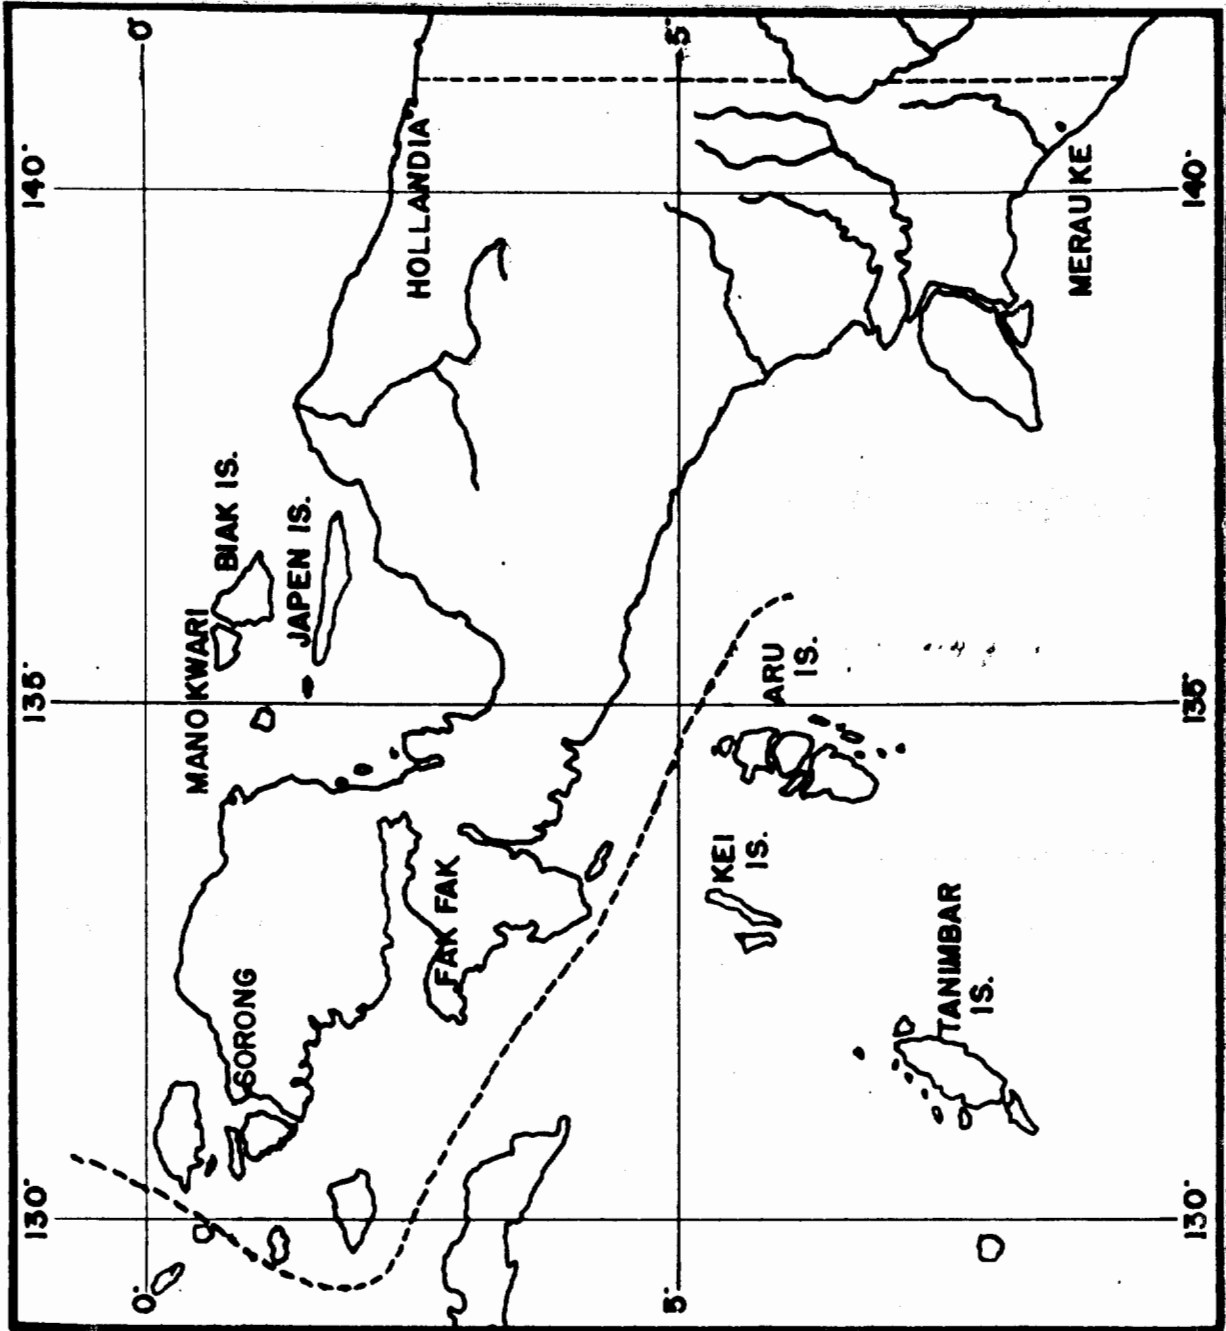 130°
135°
140°
0°
0°
MANOKWARI
BIAK IS.
SORONG
JAPEN IS.
HOLLANDIA
FAK FAK
5°
5°
KEI
IS.
ARU
IS.
TANIMBAR
IS.
MERAUKE
130°
135°
140°